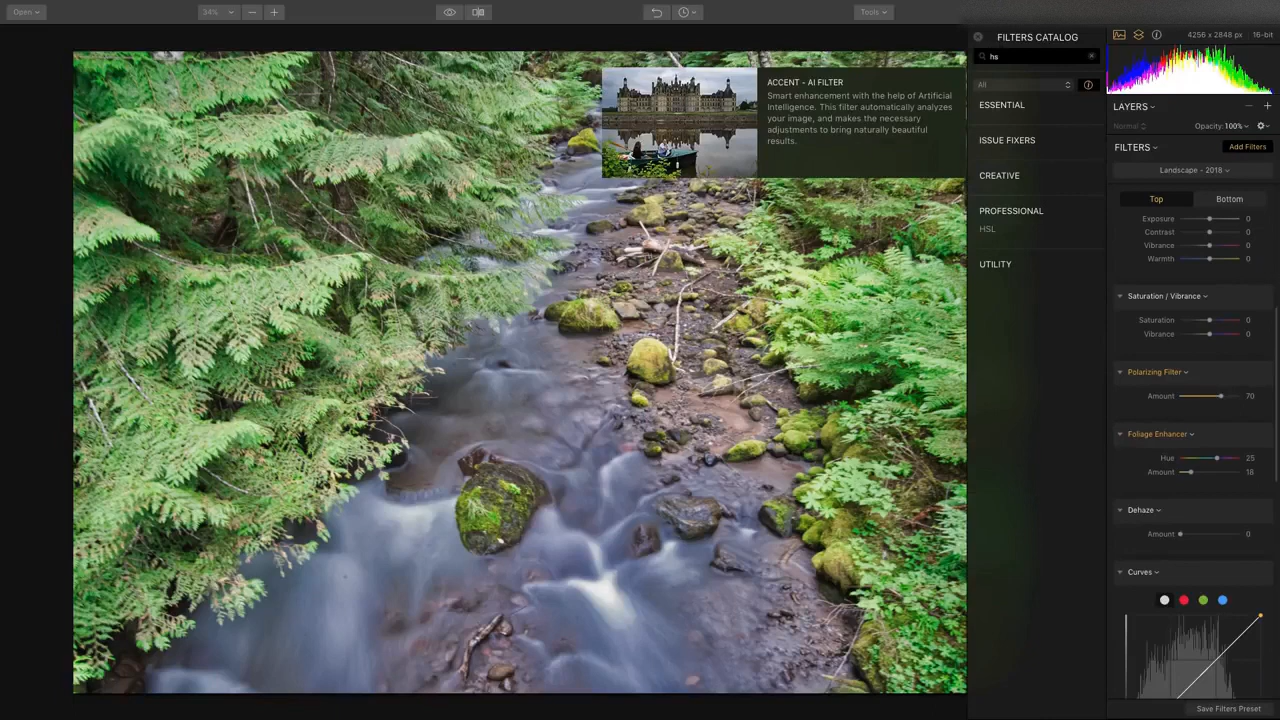 Open
34%
Tools
FILTERS CATALOG
4256 x 2848 px
16-bit
hs
All
ACCENT - AI FILTER
Smart enhancement with the help of Artificial
Intelligence. This filter automatically analyzes
your image, and makes the necessary
adjustments to bring naturally beautiful
results.
ESSENTIAL
ISSUE FIXERS
CREATIVE
PROFESSIONAL
HSL
UTILITY
LAYERS
Normal
Opacity: 100%
FILTERS
Add Filters
Landscape - 2018
Top
Bottom
Exposure 0
Contrast 0
Vibrance 0
Warmth 0
Saturation / Vibrance
Saturation 0
Vibrance 0
Polarizing Filter
Amount 70
Foliage Enhancer
Hue 25
Amount 18
Dehaze
Amount 0
Curves
Save Filters Preset